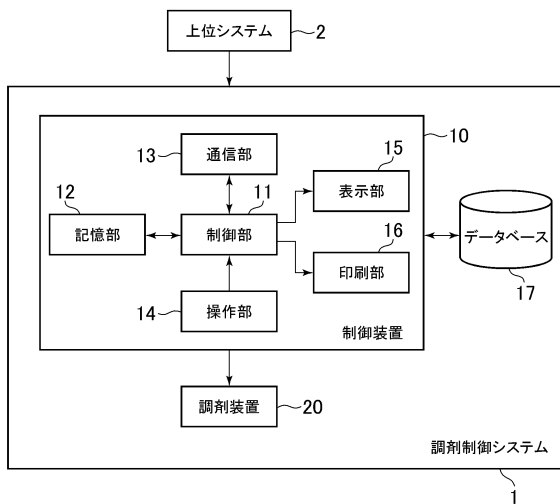 上位システム
2
10
13
通信部
15
表示部
12
記憶部
11
制御部
16
印刷部
データベース
17
14
操作部
制御装置
調剤装置
20
調剤制御システム
1